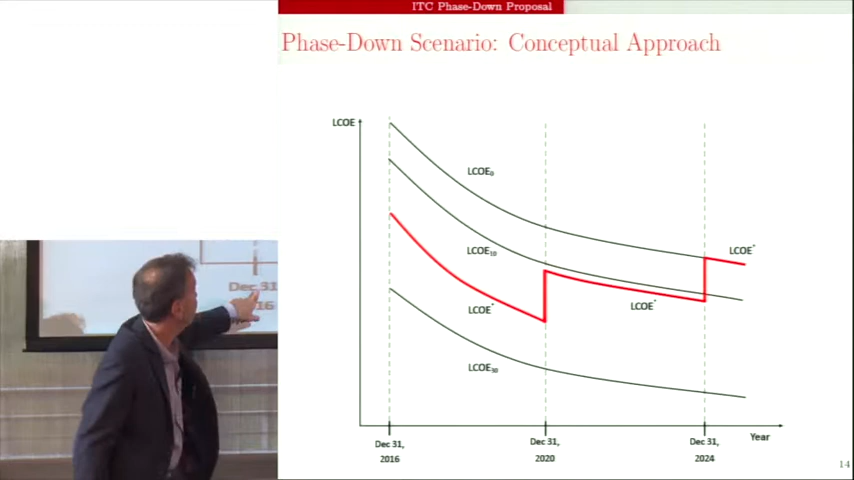 ITC Phase-Down Proposal
Phase-Down Scenario: Conceptual Approach
LCOE
LCOE₀
LCOE*
LCOE₁₀
LCOE*
LCOE*
LCOE₃₀
Dec 31,
2016
Dec 31,
2020
Dec 31,
2024
Year
14
Dec 31
16